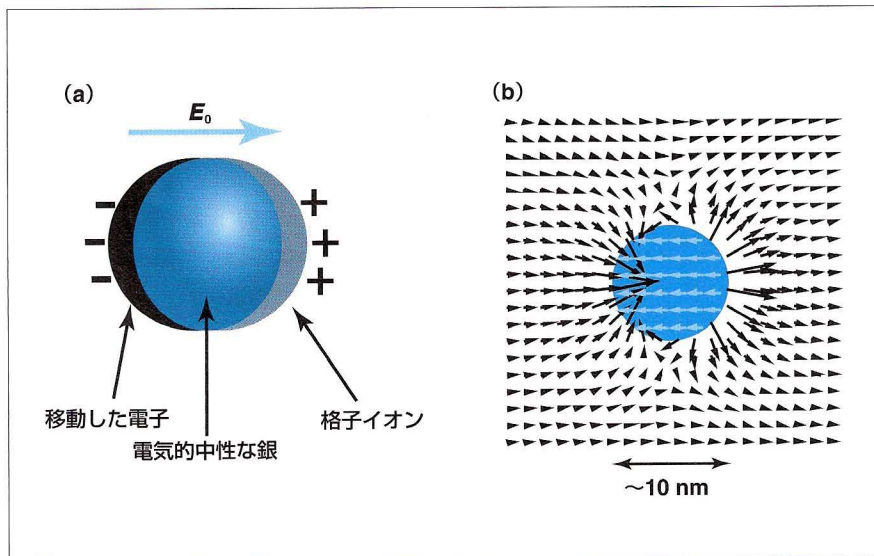 (a)
E₀
− +
− +
− +
移動した電子
電気的中性な銀
格子イオン
(b)
～10 nm